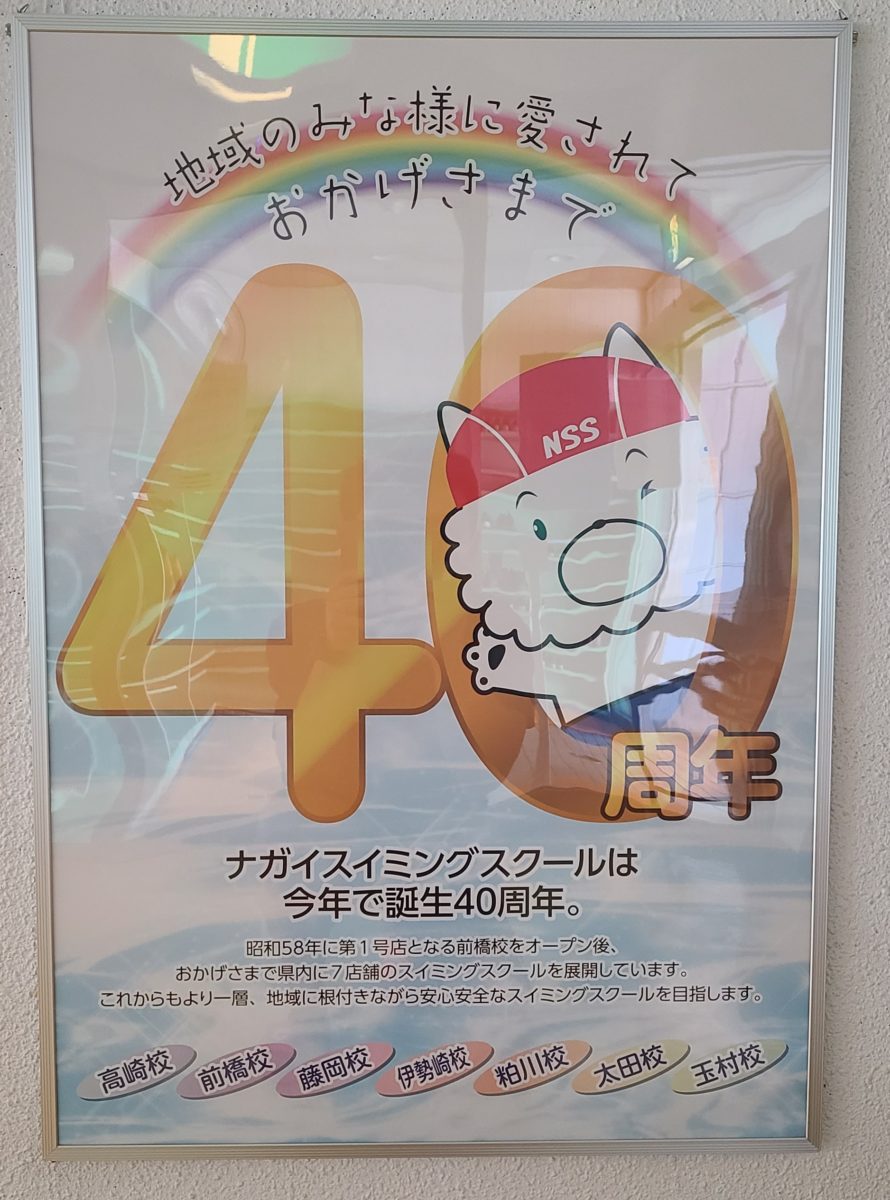 地域のみな様に愛されて
おかげさまで
40
NSS
周年
ナガイスイミングスクールは
今年で誕生40周年。
昭和58年に第1号店となる前橋校をオープン後、
おかげさまで県内に7店舗のスイミングスクールを展開しています。
これからもより一層、地域に根付きながら安心安全なスイミングスクールを目指します。
高崎校 前橋校 藤岡校 伊勢崎校 粕川校 太田校 玉村校